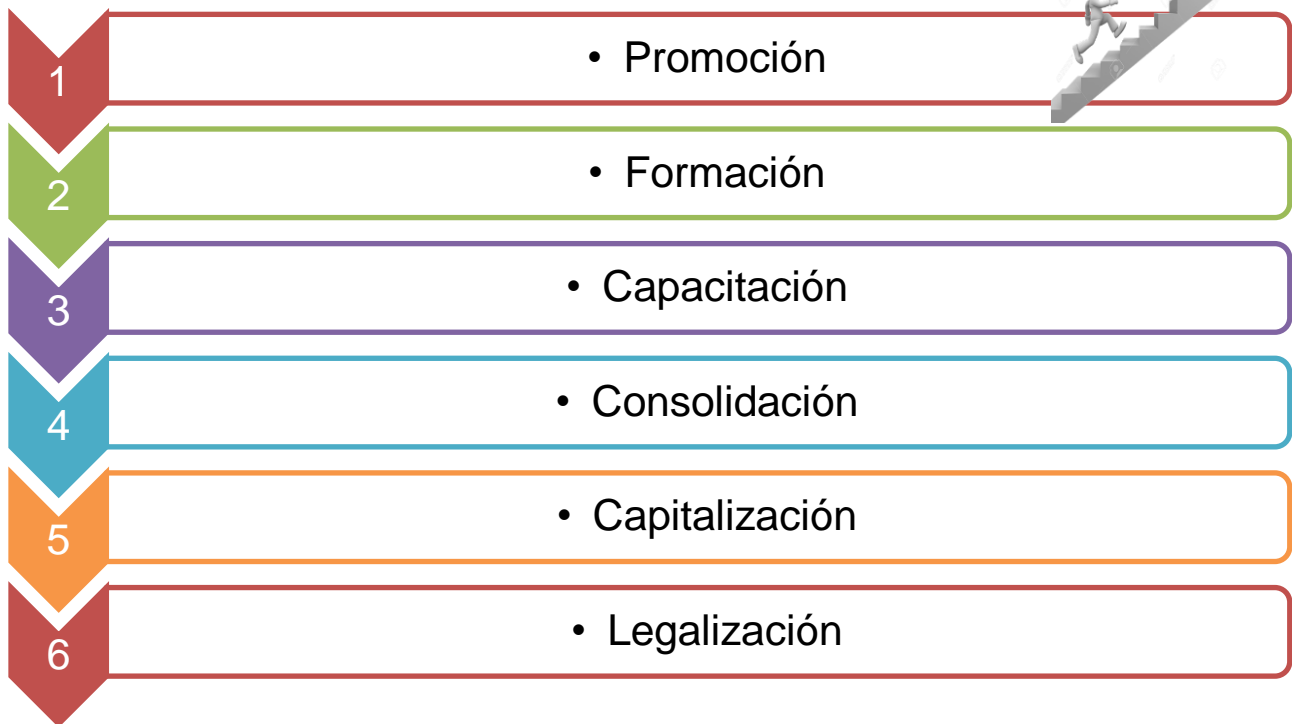 1
• Promoción
2
• Formación
3
• Capacitación
4
• Consolidación
5
• Capitalización
6
• Legalización